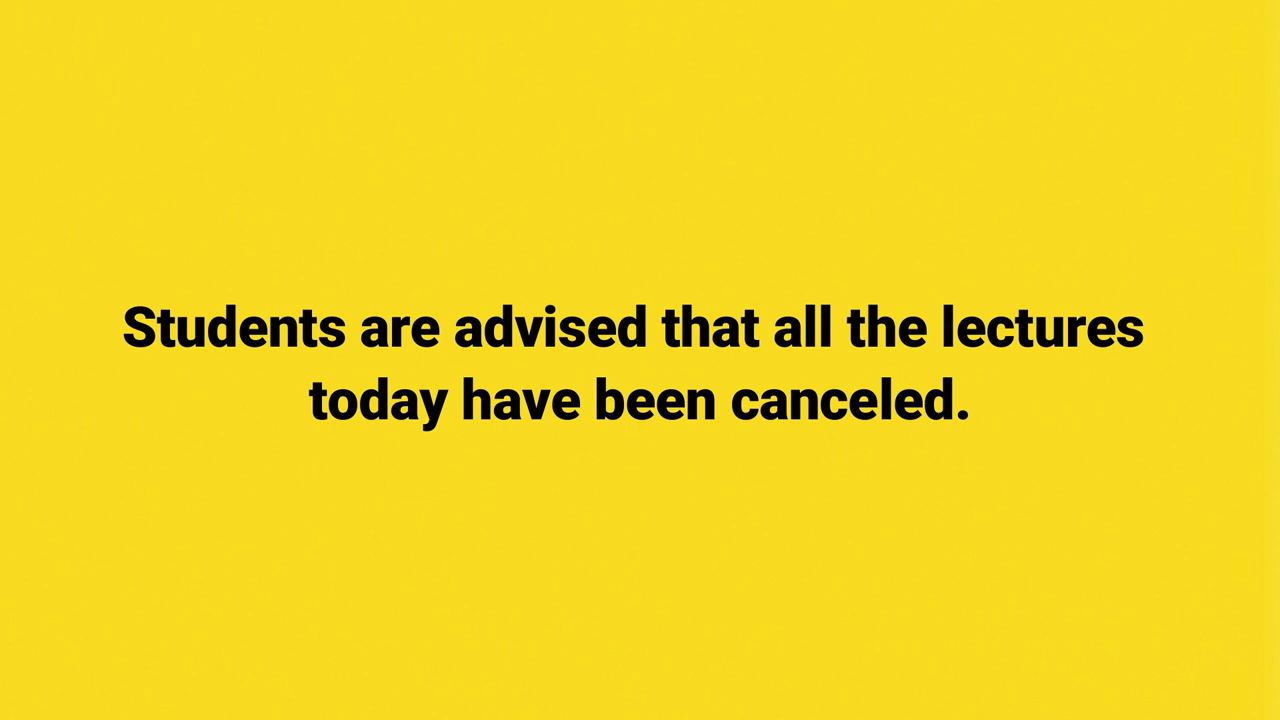 Students are advised that all the lectures
today have been canceled.